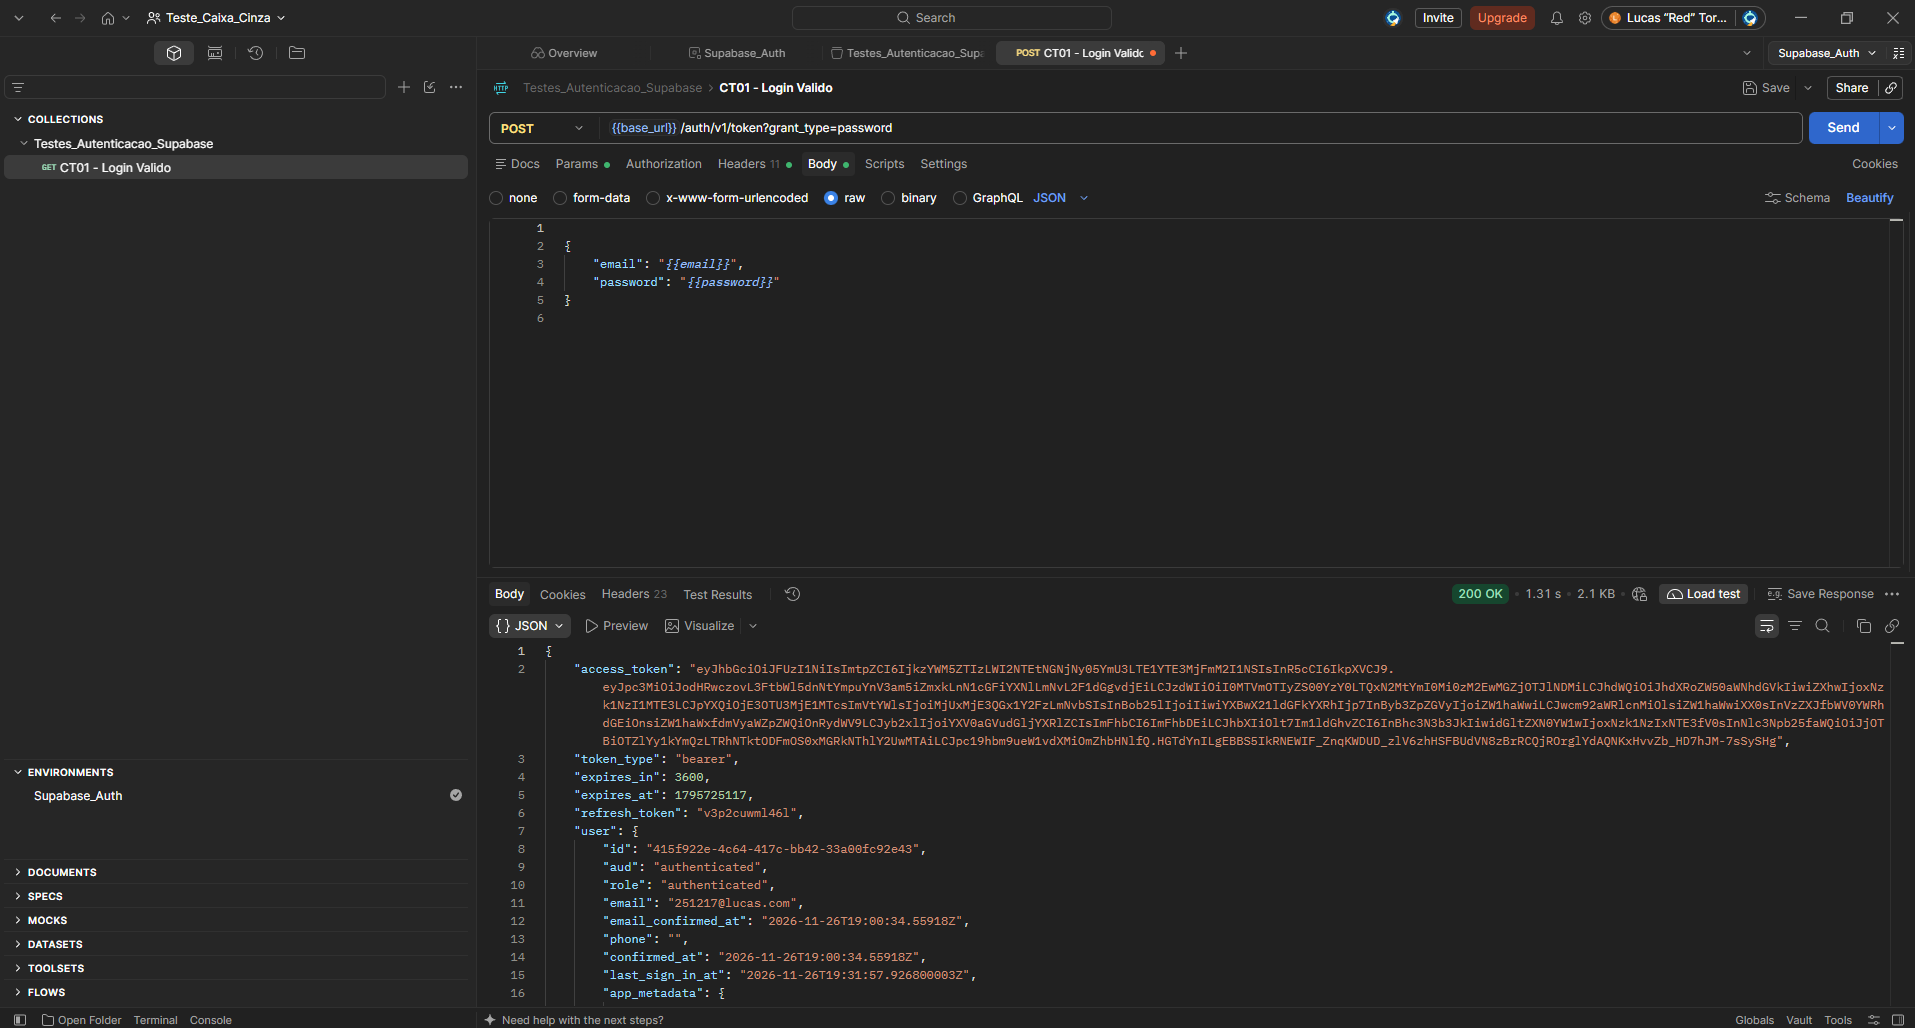 Teste_Caixa_Cinza
Search
Invite
Upgrade
Lucas “Red” Tor...
Overview
Supabase_Auth
Testes_Autenticacao_Supa
POST CT01 - Login Valido
Supabase_Auth
Testes_Autenticacao_Supabase > CT01 - Login Valido
Save
Share
COLLECTIONS
Testes_Autenticacao_Supabase
GET CT01 - Login Valido
POST
{{base_url}} /auth/v1/token?grant_type=password
Send
Docs
Params
Authorization
Headers 11
Body
Scripts
Settings
Cookies
none
form-data
x-www-form-urlencoded
raw
binary
GraphQL
JSON
Schema
Beautify
1
2 {
3 "email": "{{email}}",
4 "password": "{{password}}"
5 }
6
Body
Cookies
Headers 23
Test Results
200 OK
1.31 s
2.1 KB
Load test
Save Response
{} JSON
Preview
Visualize
1 {
2 "access_token":
3 "token_type": "bearer",
4 "expires_in": 3600,
5 "expires_at": 1795725117,
6 "refresh_token": "v3p2cuwml46l",
7 "user": {
8 "id": "415f922e-4c64-417c-bb42-33a00fc92e43",
9 "aud": "authenticated",
10 "role": "authenticated",
11 "email": "251217@lucas.com",
12 "email_confirmed_at": "2026-11-26T19:00:34.55918Z",
13 "phone": "",
14 "confirmed_at": "2026-11-26T19:00:34.55918Z",
15 "last_sign_in_at": "2026-11-26T19:31:57.926800003Z",
16 "app_metadata": {
ENVIRONMENTS
Supabase_Auth
DOCUMENTS
SPECS
MOCKS
DATASETS
TOOLSETS
FLOWS
Open Folder
Terminal
Console
Need help with the next steps?
Globals
Vault
Tools